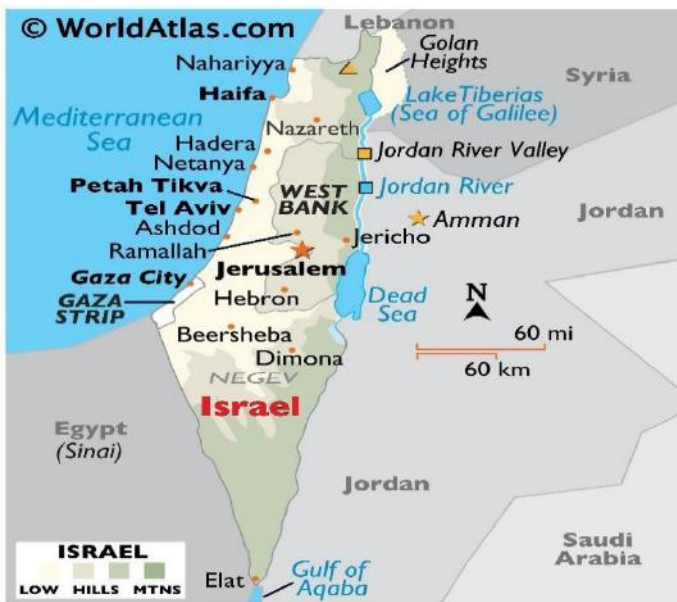 © WorldAtlas.com
Lebanon
Golan
Heights
Syria
Nahariyya
Haifa
Lake Tiberias
(Sea of Galilee)
Mediterranean
Sea
Nazareth
Hadera
Netanya
Jordan River Valley
Petah Tikva
WEST
BANK
Jordan River
Tel Aviv
Ashdod
Amman
Jordan
Ramallah
Jericho
Jerusalem
Gaza City
GAZA
STRIP
Hebron
Dead
Sea
N
Beersheba
60 mi
Dimona
60 km
NEGEV
Israel
Egypt
(Sinai)
Jordan
Saudi
Arabia
ISRAEL
LOW HILLS MTNS
Elat
Gulf of
Aqaba